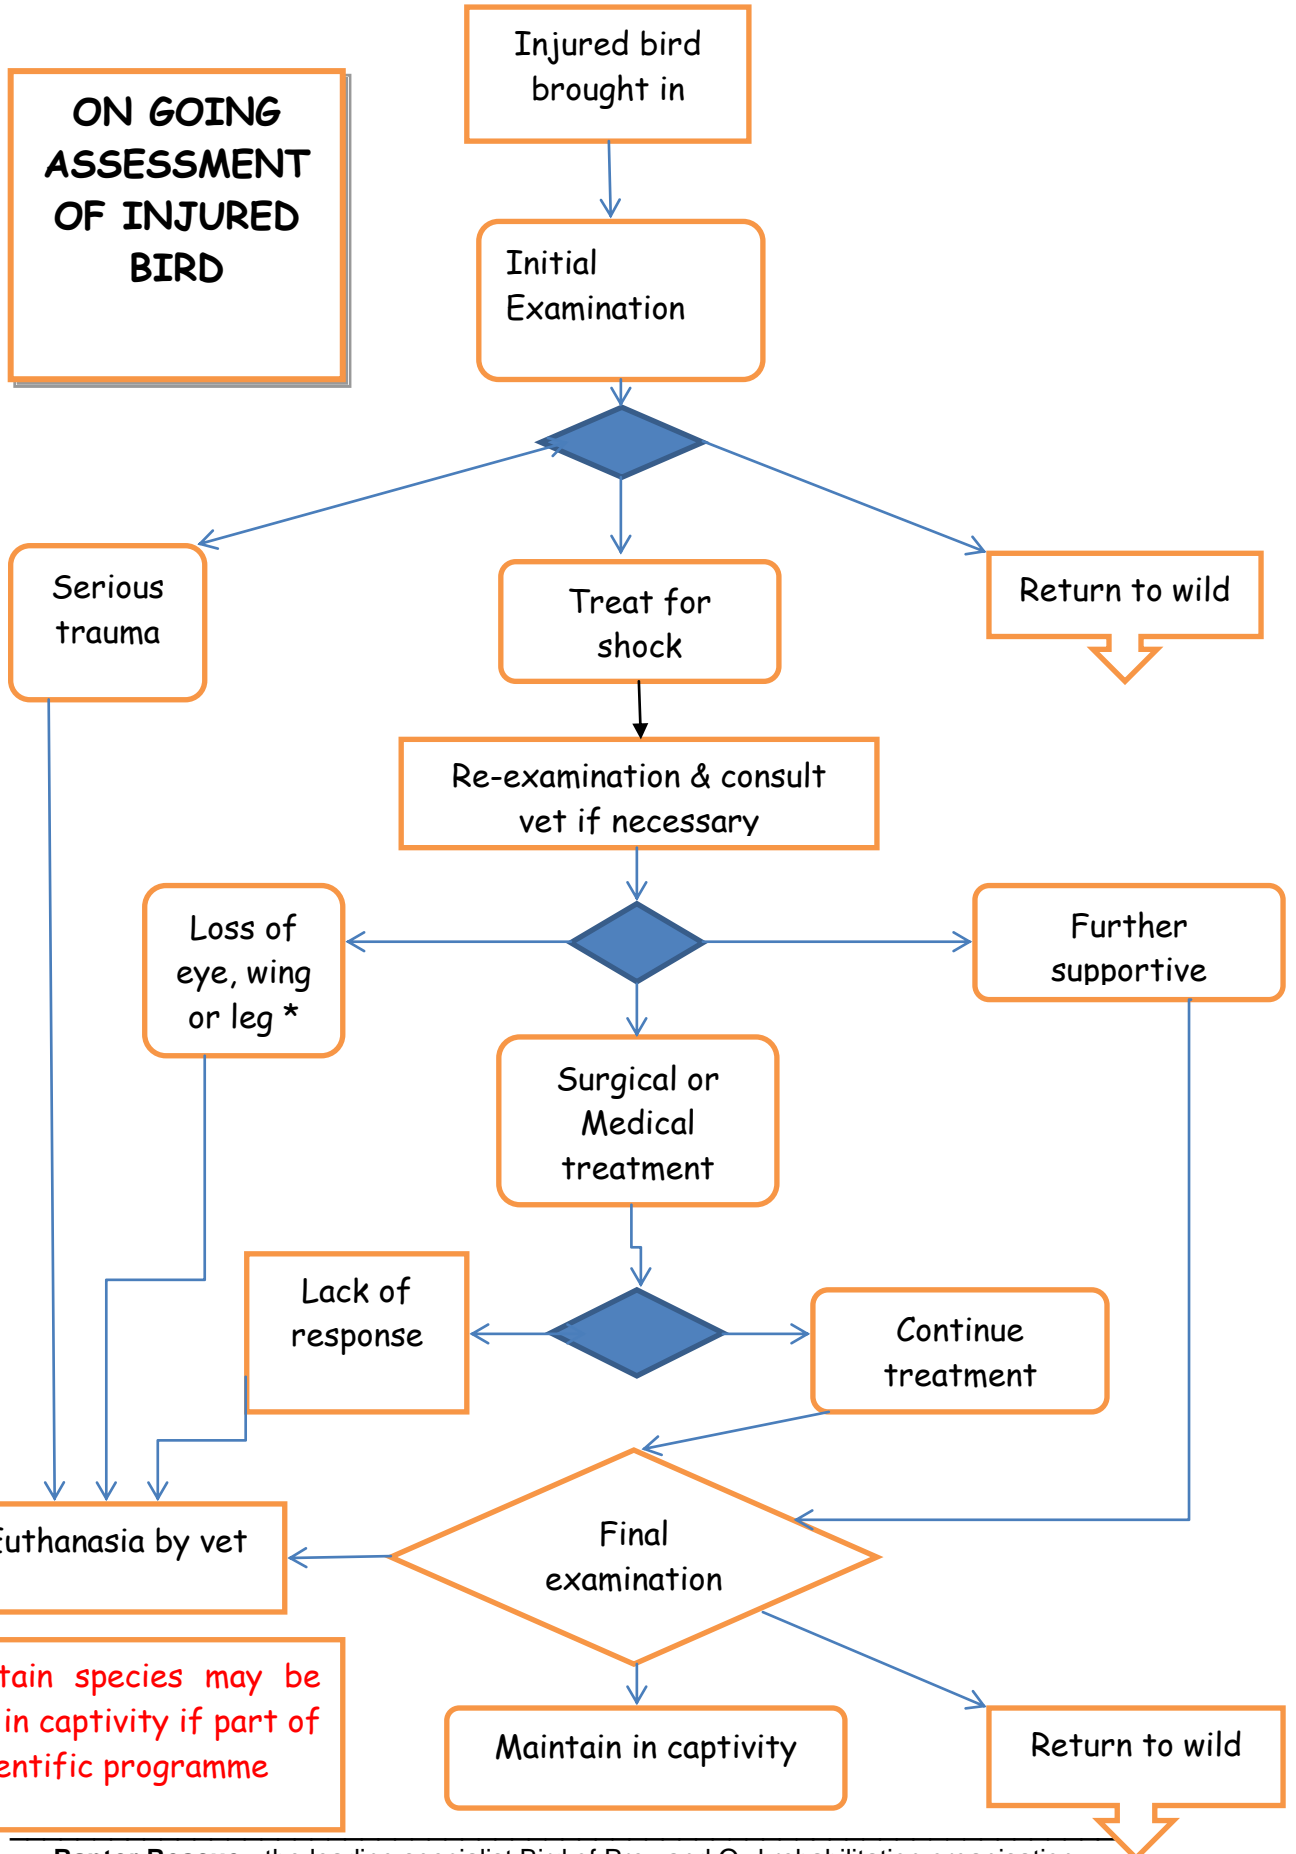 Injured bird
brought in
ON GOING
ASSESSMENT
OF INJURED
BIRD
Initial
Examination
Serious
trauma
Treat for
shock
Return to wild
Re-examination & consult
vet if necessary
Loss of
eye, wing
or leg *
Further
supportive
Surgical or
Medical
treatment
Lack of
response
Continue
treatment
Euthanasia by vet
Final
examination
species may be
in captivity if part of
programme
Maintain in captivity
Return to wild